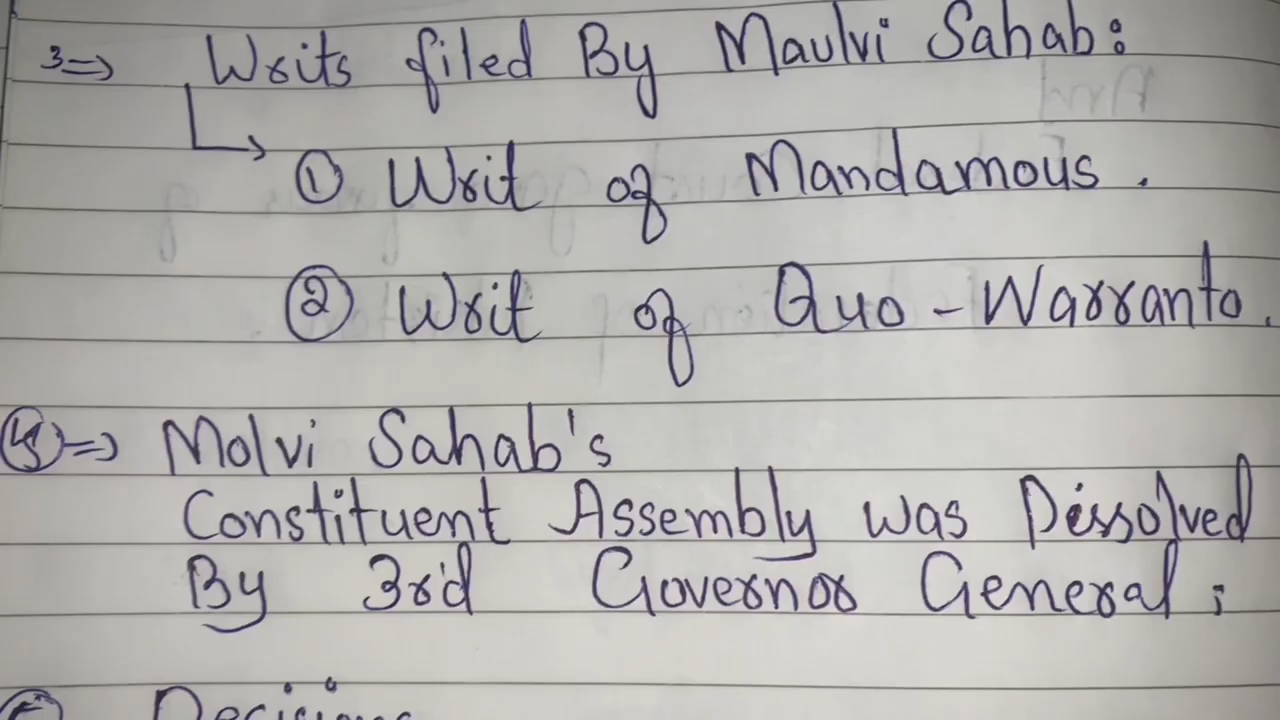 3⇒ Writs filed By Maulvi Sahab:
① Writ of Mandamous.
② Writ of Quo-Warranto.
④⇒ Molvi Sahab's
Constituent Assembly was Dissolved
By 3rd Governor General;
Decisions